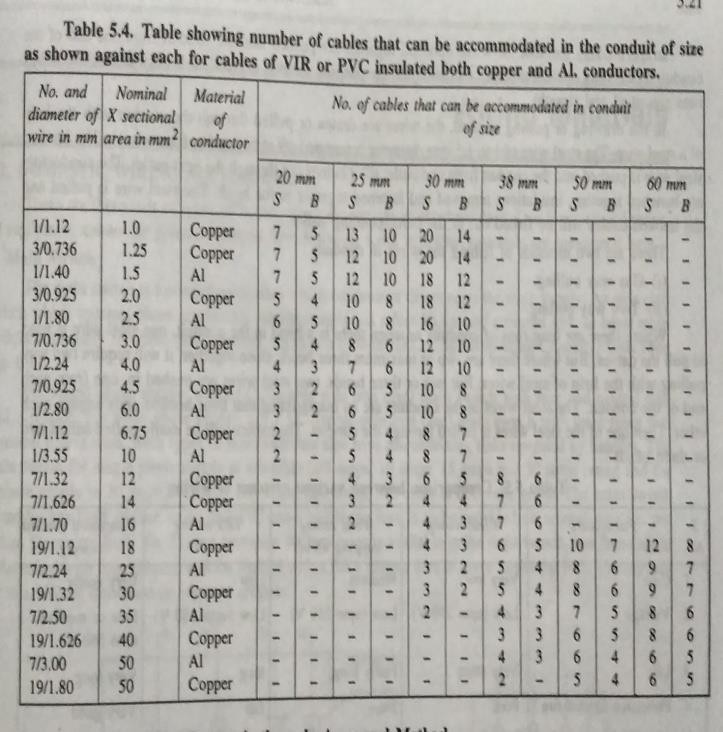 5.21
Table 5.4. Table showing number of cables that can be accommodated in the conduit of size
as shown against each for cables of VIR or PVC insulated both copper and Al. conductors.
No. and diameter of wire in mm | Nominal X sectional area in mm² | Material of conductor | No. of cables that can be accommodated in conduit of size
20 mm 25 mm 30 mm 38 mm 50 mm 60 mm
S B S B S B S B S B S B
1/1.12 1.0 Copper 7 5 13 10 20 14 - - - - - -
3/0.736 1.25 Copper 7 5 12 10 20 14 - - - - - -
1/1.40 1.5 Al 7 5 12 10 18 12 - - - - - -
3/0.925 2.0 Copper 5 4 10 8 18 12 - - - - - -
1/1.80 2.5 Al 6 5 10 8 16 10 - - - - - -
7/0.736 3.0 Copper 5 4 8 6 12 10 - - - - - -
1/2.24 4.0 Al 4 3 7 6 12 10 - - - - - -
7/0.925 4.5 Copper 3 2 6 5 10 8 - - - - - -
1/2.80 6.0 Al 3 2 6 5 10 8 - - - - - -
7/1.12 6.75 Copper 2 - 5 4 8 7 - - - - - -
1/3.55 10 Al 2 - 5 4 8 7 - - - - - -
7/1.32 12 Copper - - 4 3 6 5 8 6 - - - -
7/1.626 14 Copper - - 3 2 4 4 7 6 - - - -
7/1.70 16 Al - - 2 - 4 3 7 6 - - - -
19/1.12 18 Copper - - - - 4 3 6 5 10 7 12 8
7/2.24 25 Al - - - - 3 2 5 4 8 6 9 7
19/1.32 30 Copper - - - - 3 2 5 4 8 6 9 7
7/2.50 35 Al - - - - 2 - 4 3 7 5 8 6
19/1.626 40 Copper - - - - - - 3 3 6 5 8 6
7/3.00 50 Al - - - - - - 4 3 6 4 6 5
19/1.80 50 Copper - - - - - - 2 - 5 4 6 5